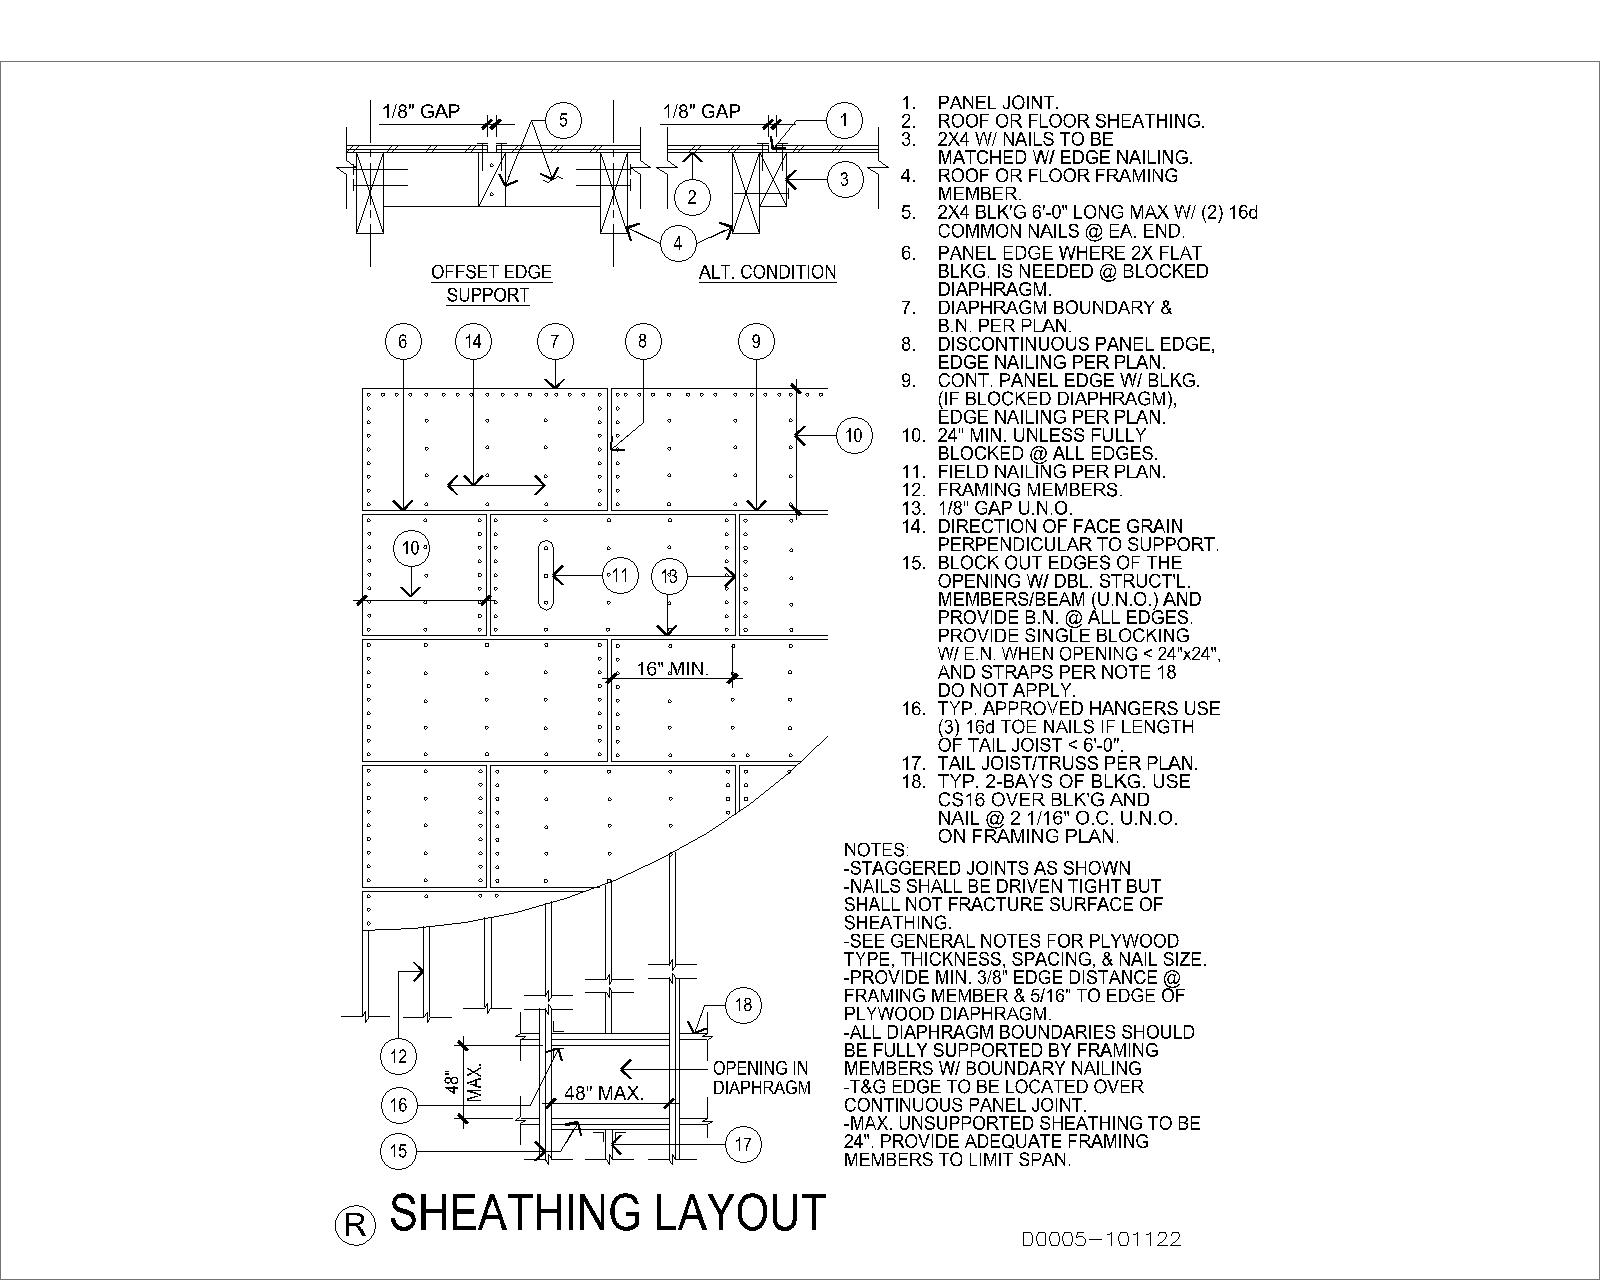 1/8" GAP
5
1/8" GAP
1
2
3
4
OFFSET EDGE
SUPPORT
ALT. CONDITION
6
14
7
8
9
10
10
11
13
16" MIN.
12
18
48"
MAX.
OPENING IN
DIAPHRAGM
48" MAX.
16
15
17
1. PANEL JOINT.
2. ROOF OR FLOOR SHEATHING.
3. 2X4 W/ NAILS TO BE
MATCHED W/ EDGE NAILING.
4. ROOF OR FLOOR FRAMING
MEMBER.
5. 2X4 BLK'G 6'-0" LONG MAX W/ (2) 16d
COMMON NAILS @ EA. END.
6. PANEL EDGE WHERE 2X FLAT
BLKG. IS NEEDED @ BLOCKED
DIAPHRAGM.
7. DIAPHRAGM BOUNDARY &
B.N. PER PLAN.
8. DISCONTINUOUS PANEL EDGE,
EDGE NAILING PER PLAN.
9. CONT. PANEL EDGE W/ BLKG.
(IF BLOCKED DIAPHRAGM),
EDGE NAILING PER PLAN.
10. 24" MIN. UNLESS FULLY
BLOCKED @ ALL EDGES.
11. FIELD NAILING PER PLAN.
12. FRAMING MEMBERS.
13. 1/8" GAP U.N.O.
14. DIRECTION OF FACE GRAIN
PERPENDICULAR TO SUPPORT.
15. BLOCK OUT EDGES OF THE
OPENING W/ DBL. STRUCT'L.
MEMBERS/BEAM (U.N.O.) AND
PROVIDE B.N. @ ALL EDGES.
PROVIDE SINGLE BLOCKING
W/ E.N. WHEN OPENING < 24"x24",
AND STRAPS PER NOTE 18
DO NOT APPLY.
16. TYP. APPROVED HANGERS USE
(3) 16d TOE NAILS IF LENGTH
OF TAIL JOIST < 6'-0".
17. TAIL JOIST/TRUSS PER PLAN.
18. TYP. 2-BAYS OF BLKG. USE
CS16 OVER BLK'G AND
NAIL @ 2 1/16" O.C. U.N.O.
ON FRAMING PLAN.
NOTES:
-STAGGERED JOINTS AS SHOWN
-NAILS SHALL BE DRIVEN TIGHT BUT
SHALL NOT FRACTURE SURFACE OF
SHEATHING.
-SEE GENERAL NOTES FOR PLYWOOD
TYPE, THICKNESS, SPACING, & NAIL SIZE.
-PROVIDE MIN. 3/8" EDGE DISTANCE @
FRAMING MEMBER & 5/16" TO EDGE OF
PLYWOOD DIAPHRAGM.
-ALL DIAPHRAGM BOUNDARIES SHOULD
BE FULLY SUPPORTED BY FRAMING
MEMBERS W/ BOUNDARY NAILING
-T&G EDGE TO BE LOCATED OVER
CONTINUOUS PANEL JOINT.
-MAX. UNSUPPORTED SHEATHING TO BE
24". PROVIDE ADEQUATE FRAMING
MEMBERS TO LIMIT SPAN.
R SHEATHING LAYOUT
D0005-101122